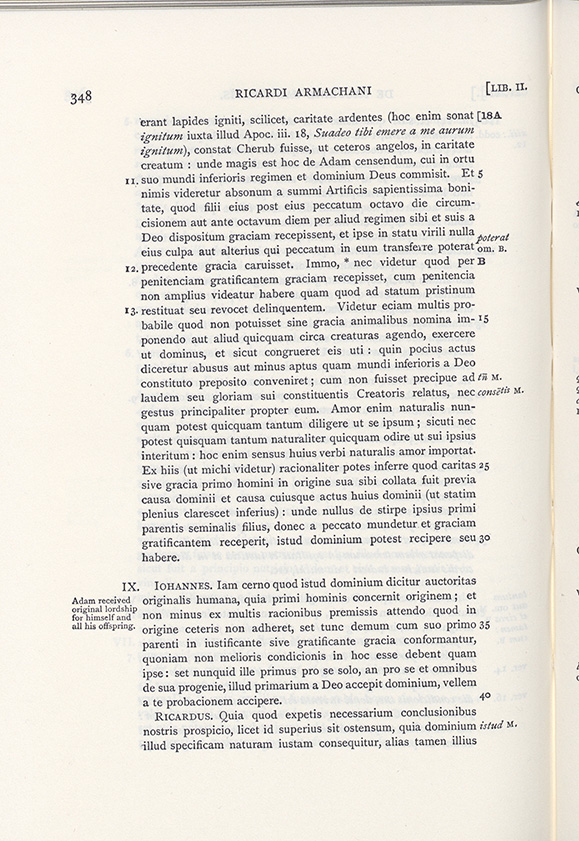 348 RICARDI ARMACHANI [LIB. II.
erant lapides igniti, scilicet, caritate ardentes (hoc enim sonat [18A
ignitum iuxta illud Apoc. iii. 18, Suadeo tibi emere a me aurum
ignitum), constat Cherub fuisse, ut ceteros angelos, in caritate
creatum : unde magis est hoc de Adam censendum, cui in ortu
11. suo mundi inferioris regimen et dominium Deus commisit. Et 5
nimis videretur absonum a summi Artificis sapientissima boni-
tate, quod filii eius post eius peccatum octavo die circum-
cisionem aut ante octavum diem per aliud regimen sibi et suis a
Deo dispositum graciam recepissent, et ipse in statu virili nulla poterat
eius culpa aut alterius qui peccatum in eum transferre poterat om. B.
12. precedente gracia caruisset. Immo, * nec videtur quod per B
penitenciam gratificantem graciam recepisset, cum penitencia
non amplius videatur habere quam quod ad statum pristinum
13. restituat seu revocet delinquentem. Videtur eciam multis pro-
babile quod non potuisset sine gracia animalibus nomina im- 15
ponendo aut aliud quicquam circa creaturas agendo, exercere
ut dominus, et sicut congrueret eis uti : quin pocius actus
diceretur abusus aut minus aptus quam mundi inferioris a Deo
constituto preposito conveniret ; cum non fuisset precipue ad tn̄ M.
laudem seu gloriam sui constituentis Creatoris relatus, nec consētis M.
gestus principaliter propter eum. Amor enim naturalis nun-
quam potest quicquam tantum diligere ut se ipsum ; sicuti nec
potest quisquam tantum naturaliter quicquam odire ut sui ipsius
interitum : hoc enim sensus huius verbi naturalis amor importat.
Ex hiis (ut michi videtur) racionaliter potes inferre quod caritas 25
sive gracia primo homini in origine sua sibi collata fuit previa
causa dominii et causa cuiusque actus huius dominii (ut statim
plenius clarescet inferius) : unde nullus de stirpe ipsius primi
parentis seminalis filius, donec a peccato mundetur et graciam
gratificantem receperit, istud dominium potest recipere seu 30
habere.
IX. IOHANNES. Iam cerno quod istud dominium dicitur auctoritas
Adam received originalis humana, quia primi hominis concernit originem ; et
original lordship non minus ex multis racionibus premissis attendo quod in
for himself and origine ceteris non adheret, set tunc demum cum suo primo 35
all his offspring. parenti in iustificante sive gratificante gracia conformantur,
quoniam non melioris condicionis in hoc esse debent quam
ipse : set nunquid ille primus pro se solo, an pro se et omnibus
de sua progenie, illud primarium a Deo accepit dominium, vellem
a te probacionem accipere. 40
RICARDUS. Quia quod expetis necessarium conclusionibus
nostris prospicio, licet id superius sit ostensum, quia dominium istud M.
illud specificam naturam iustam consequitur, alias tamen illius